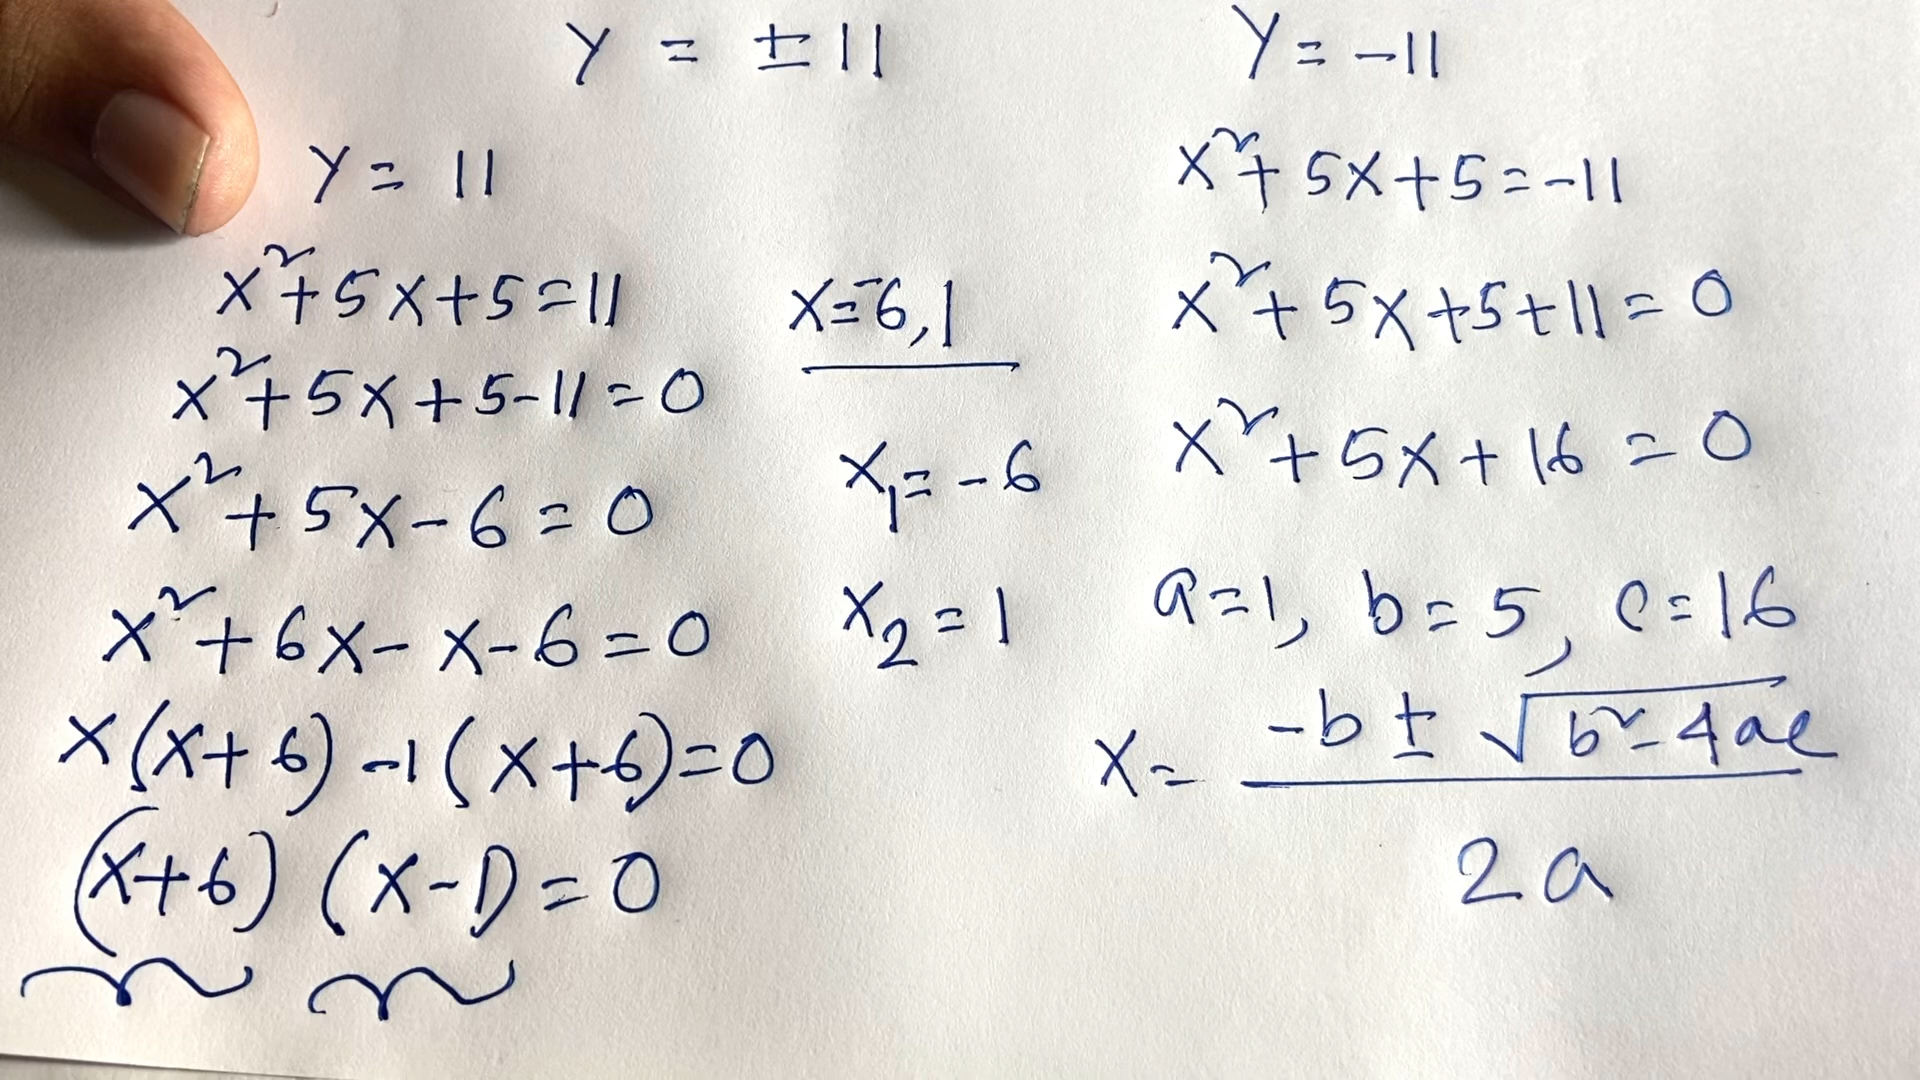 y = ±11
y = 11
x²+5x+5=11
x²+5x+5-11=0
x²+5x-6=0
x²+6x-x-6=0
x(x+6)-1(x+6)=0
(x+6)(x-1)=0
x=-6,1
x₁=-6
x₂=1
y=-11
x²+5x+5=-11
x²+5x+5+11=0
x²+5x+16=0
a=1, b=5, c=16
x= -b±√b²-4ac
2a